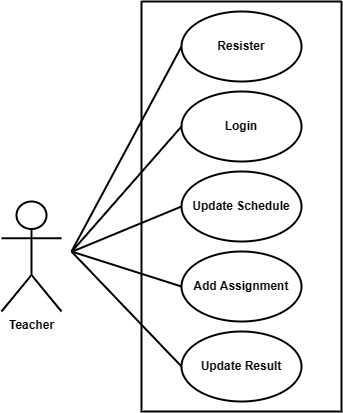 Resister
Login
Update Schedule
Add Assignment
Teacher
Update Result